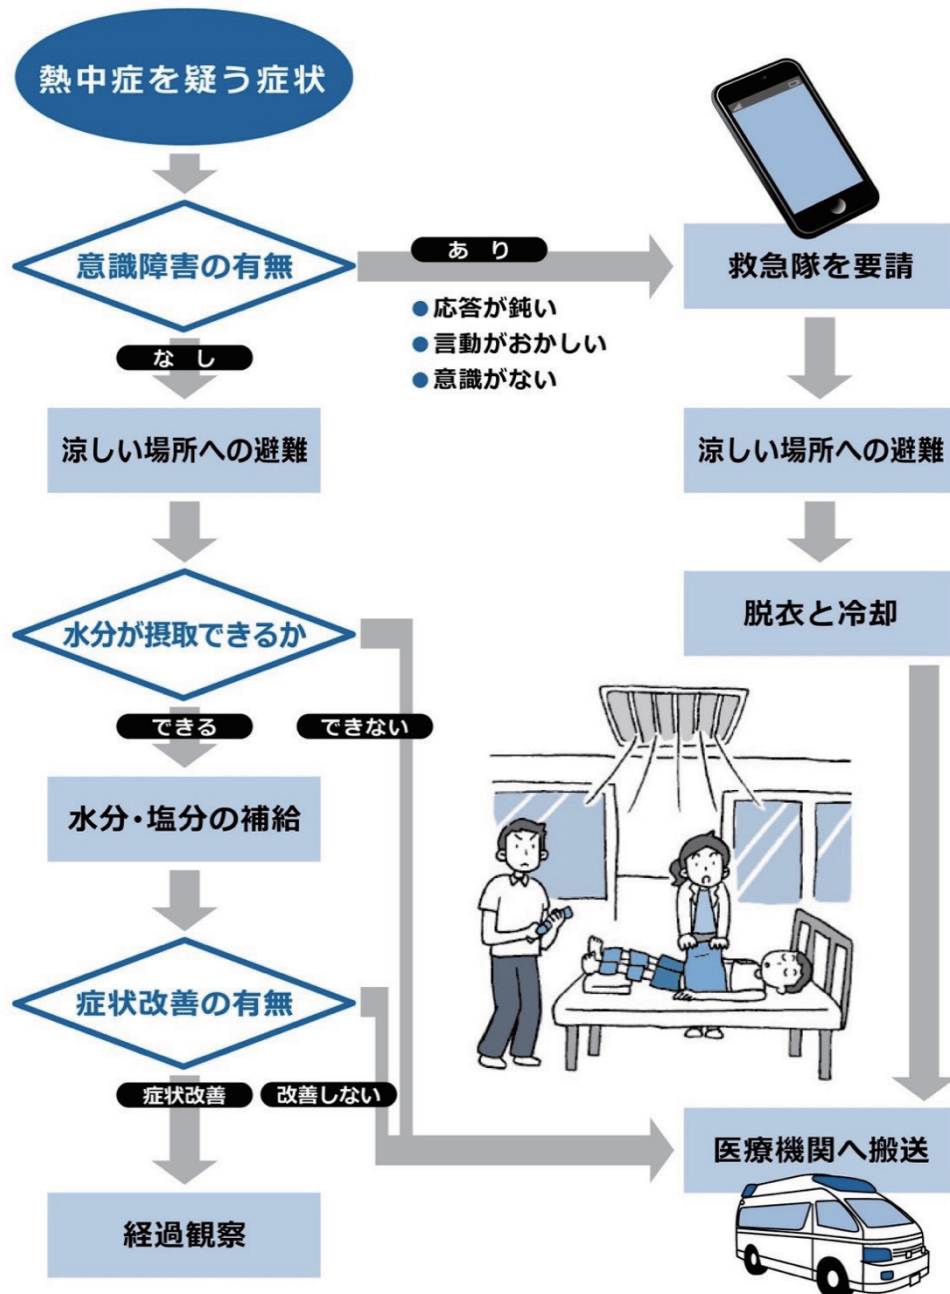 熱中症を疑う症状
意識障害の有無
あり
救急隊を要請
●応答が鈍い
●言動がおかしい
●意識がない
なし
涼しい場所への避難
涼しい場所への避難
水分が摂取できるか
脱衣と冷却
できる
できない
水分・塩分の補給
症状改善の有無
症状改善
改善しない
医療機関へ搬送
経過観察